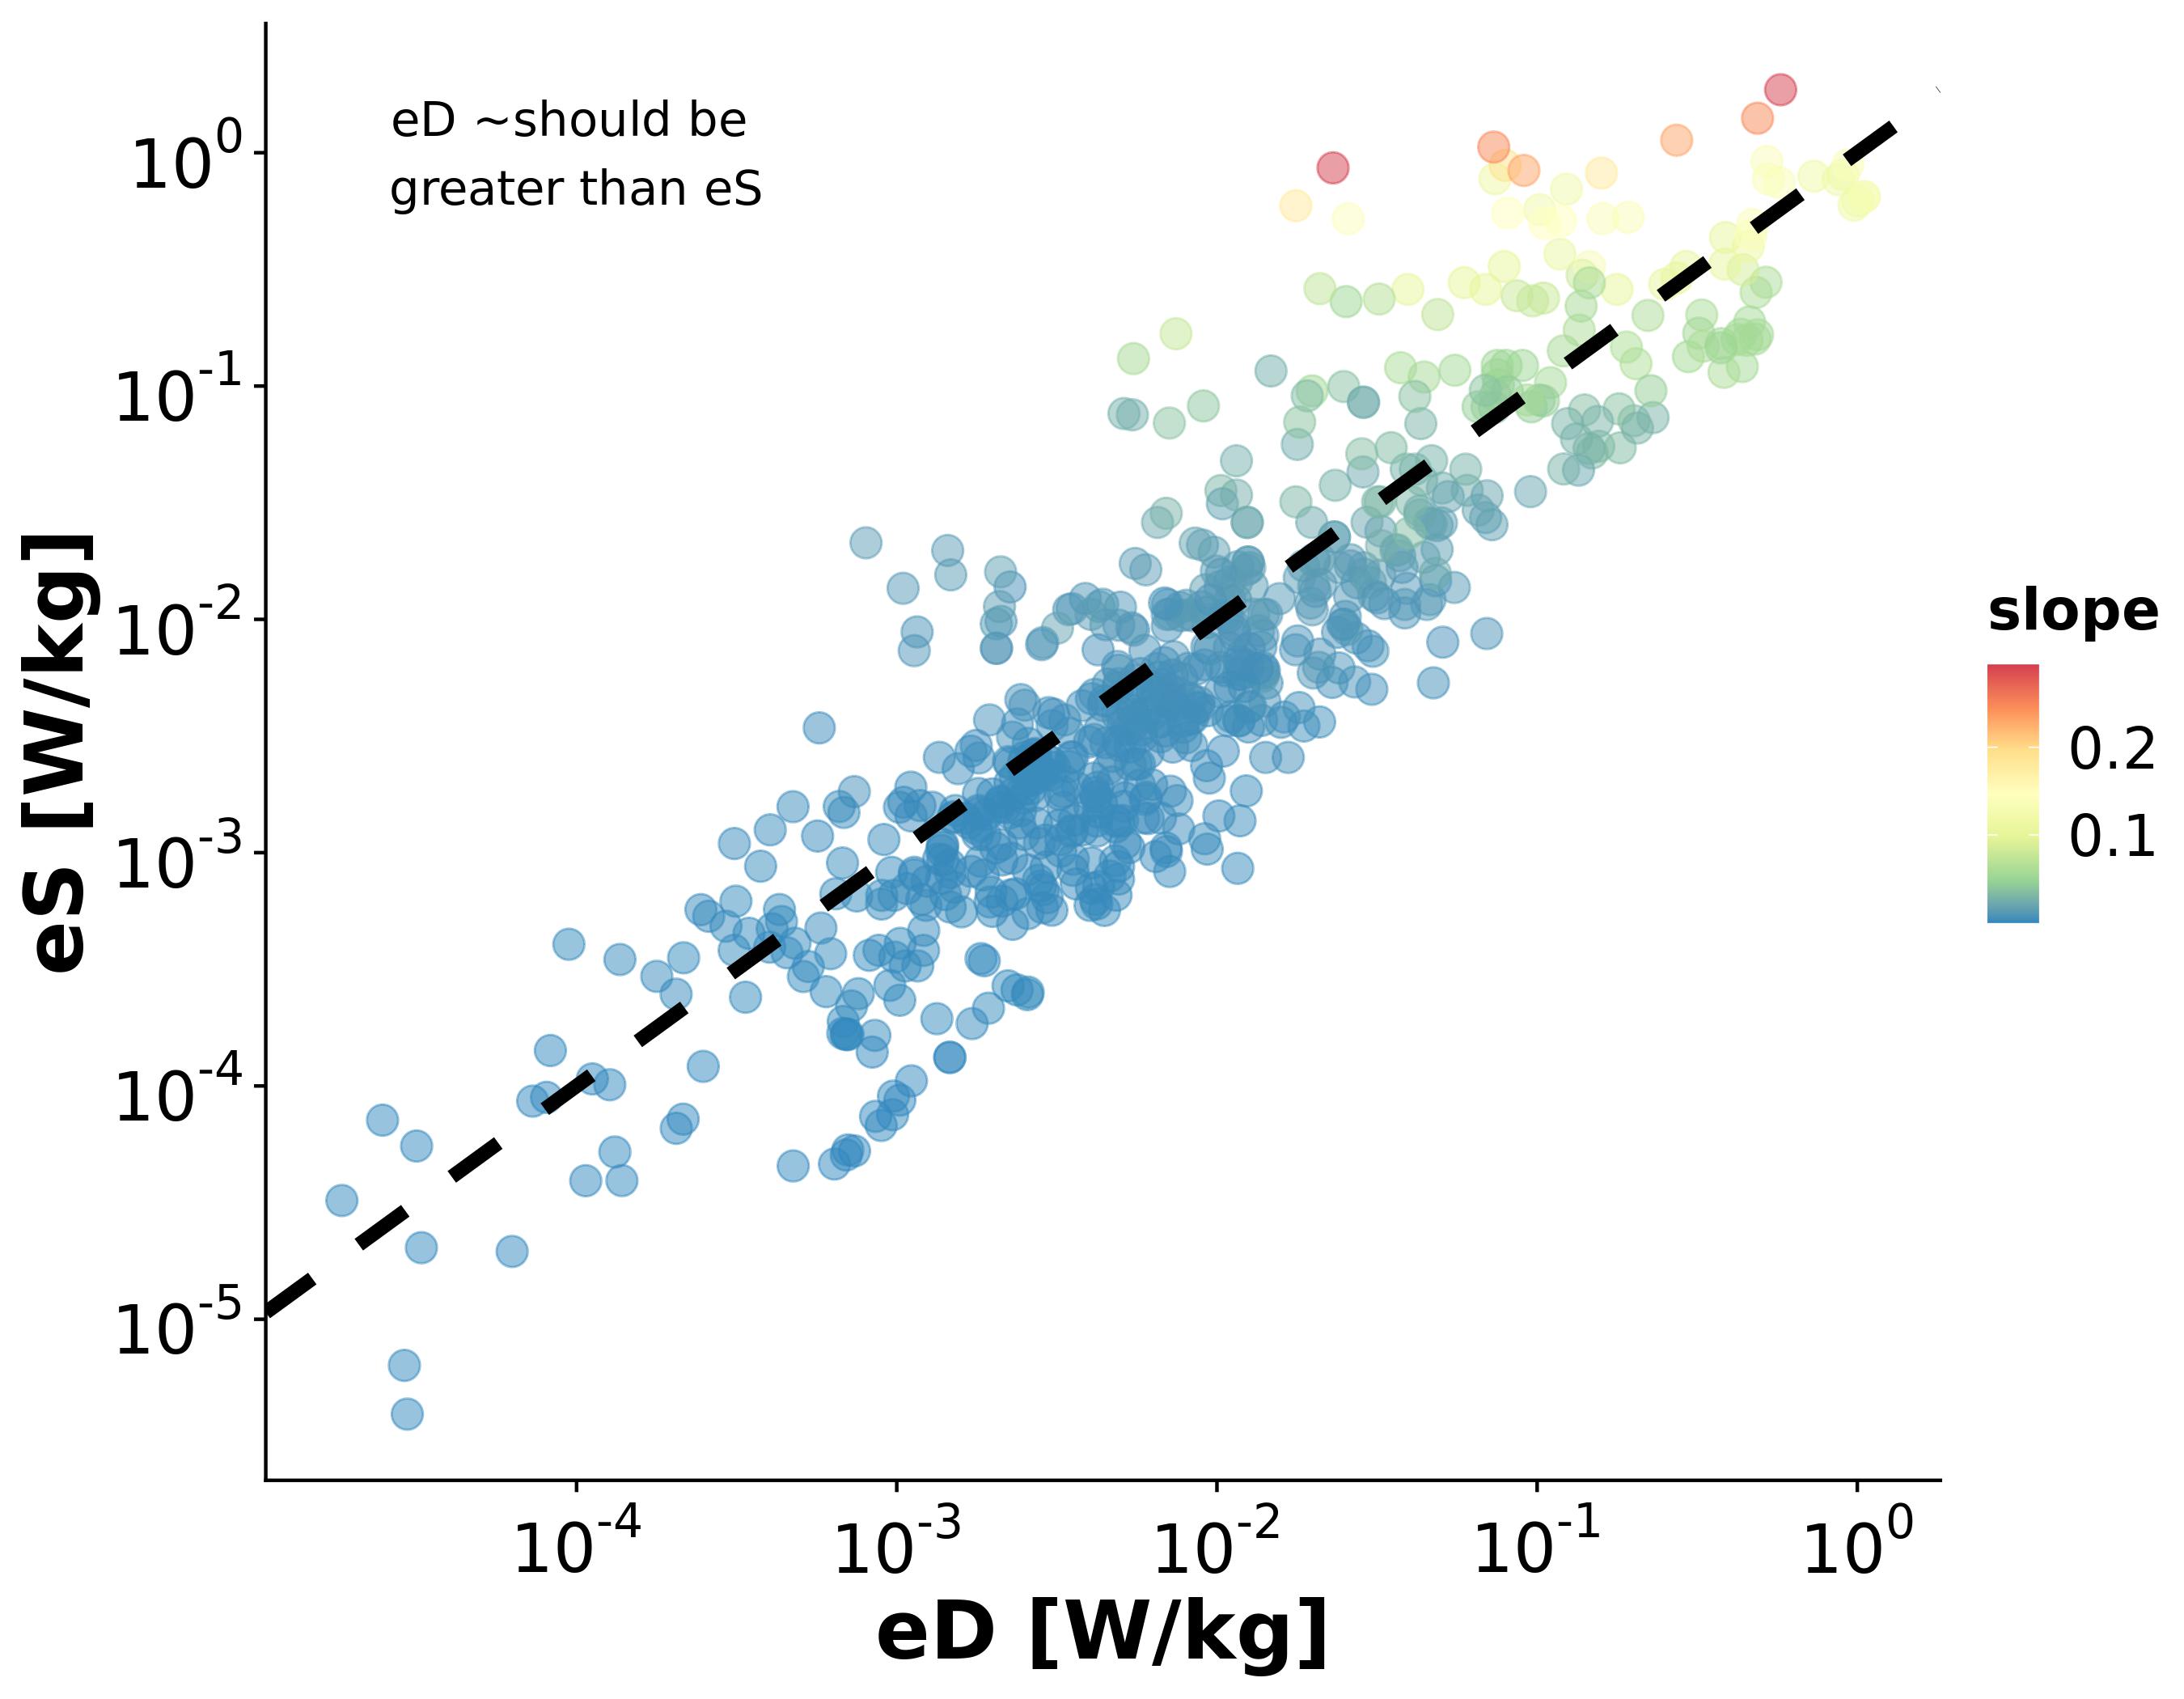 eD ~should be
greater than eS
eS [W/kg]
10^0
10^-1
10^-2
10^-3
10^-4
10^-5
10^-4 10^-3 10^-2 10^-1 10^0
eD [W/kg]
slope
0.2
0.1